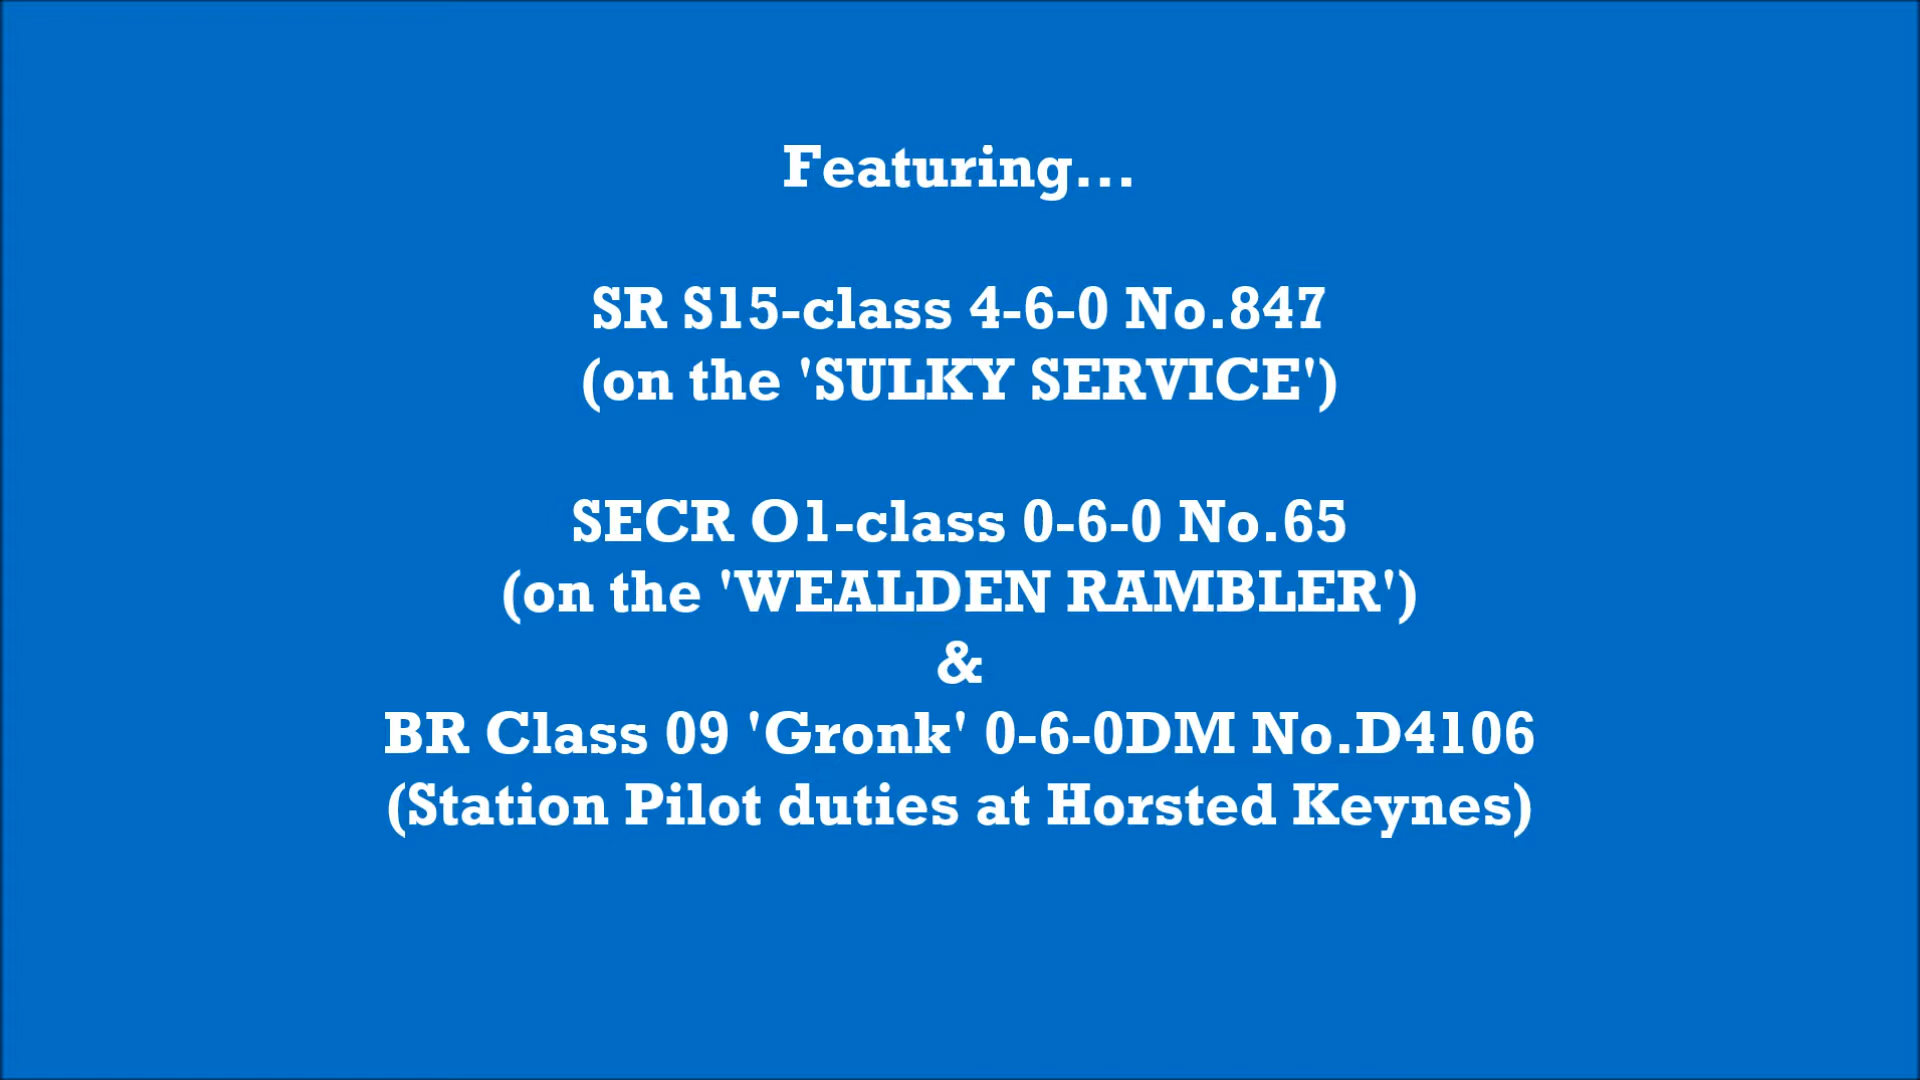 Featuring...
SR S15-class 4-6-0 No.847
(on the 'SULKY SERVICE')
SECR O1-class 0-6-0 No.65
(on the 'WEALDEN RAMBLER')
&
BR Class 09 'Gronk' 0-6-0DM No.D4106
(Station Pilot duties at Horsted Keynes)